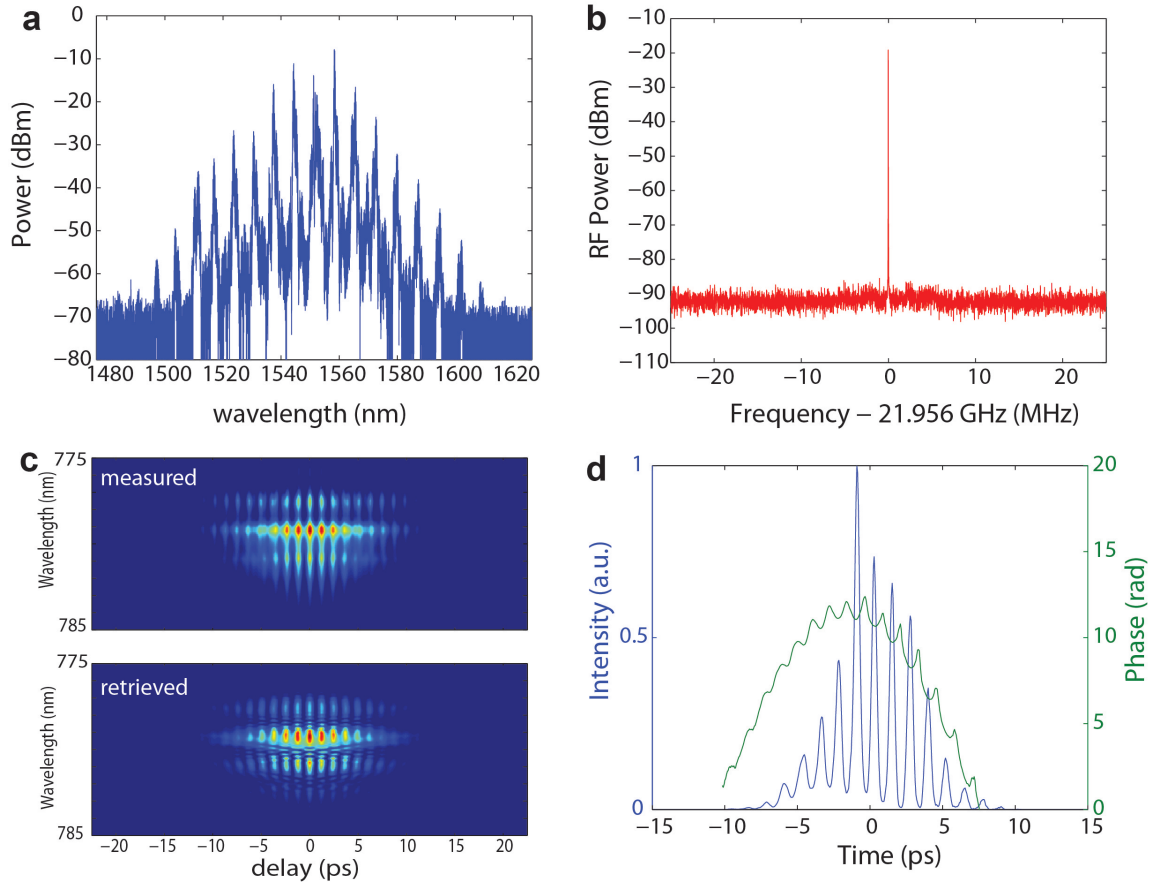 a
0
−10
−20
−30
−40
−50
−60
−70
−80
Power (dBm)
1480 1500 1520 1540 1560 1580 1600 1620
wavelength (nm)
b
−10
−20
−30
−40
−50
−60
−70
−80
−90
−100
−110
RF Power (dBm)
−20 −10 0 10 20
Frequency − 21.956 GHz (MHz)
c
775
measured
Wavelength (nm)
785
775
retrieved
Wavelength (nm)
785
−20 −15 −10 −5 0 5 10 15 20
delay (ps)
d
1
0.5
0
Intensity (a.u.)
20
15
10
5
0
Phase (rad)
−15 −10 −5 0 5 10 15
Time (ps)